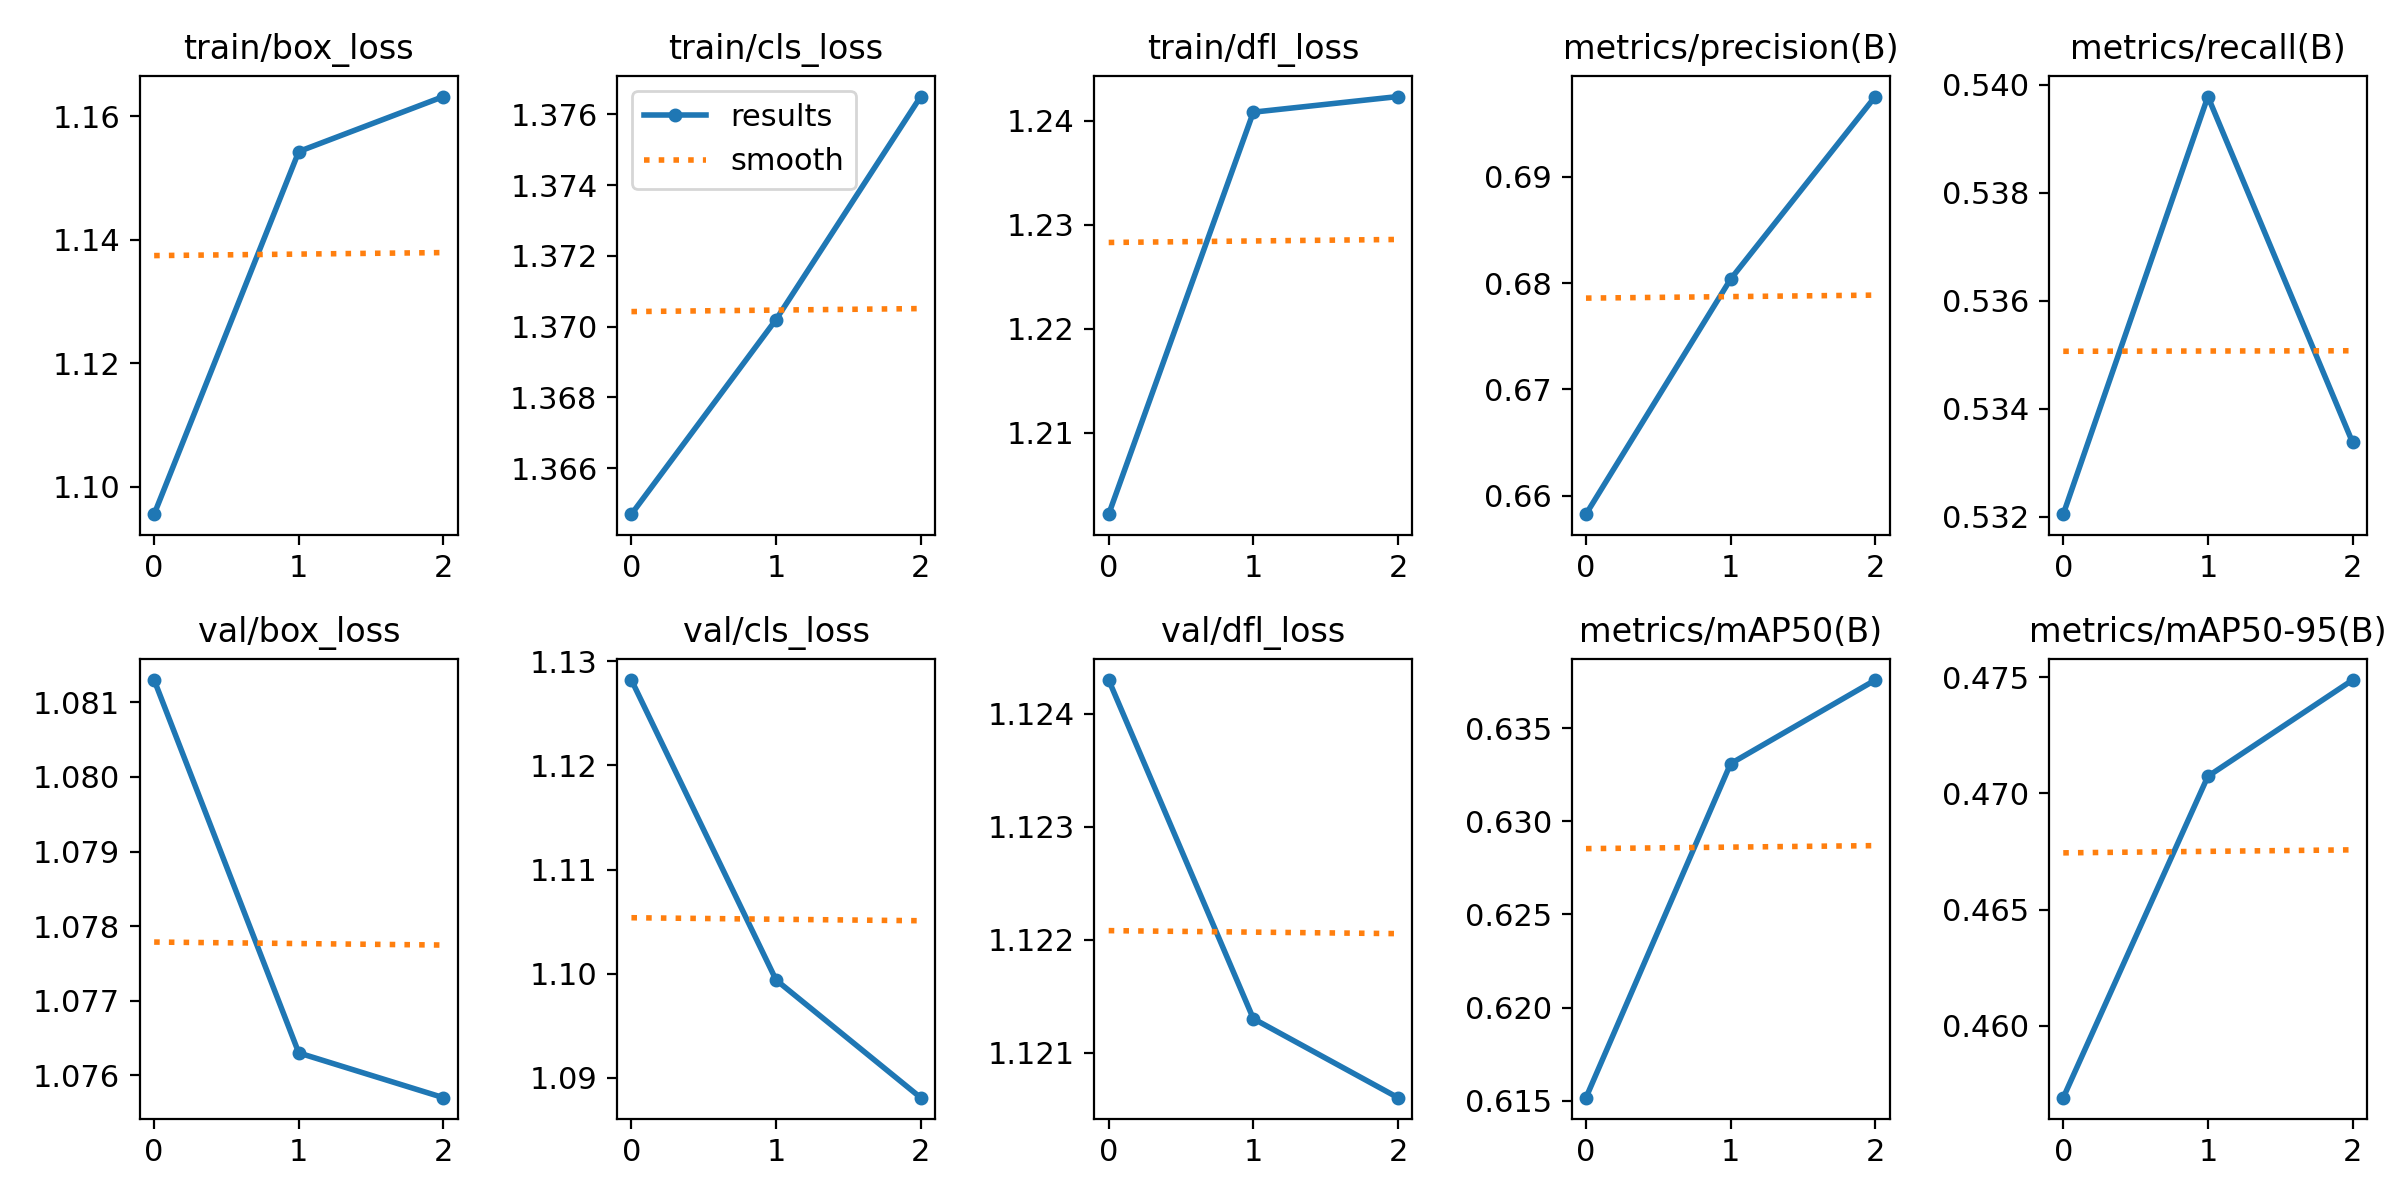 train/box_loss
1.16
1.14
1.12
1.10
0 1 2
train/cls_loss
results
smooth
1.376
1.374
1.372
1.370
1.368
1.366
0 1 2
train/dfl_loss
1.24
1.23
1.22
1.21
0 1 2
metrics/precision(B)
0.69
0.68
0.67
0.66
0 1 2
metrics/recall(B)
0.540
0.538
0.536
0.534
0.532
0 1 2
val/box_loss
1.081
1.080
1.079
1.078
1.077
1.076
0 1 2
val/cls_loss
1.13
1.12
1.11
1.10
1.09
0 1 2
val/dfl_loss
1.124
1.123
1.122
1.121
0 1 2
metrics/mAP50(B)
0.635
0.630
0.625
0.620
0.615
0 1 2
metrics/mAP50-95(B)
0.475
0.470
0.465
0.460
0 1 2